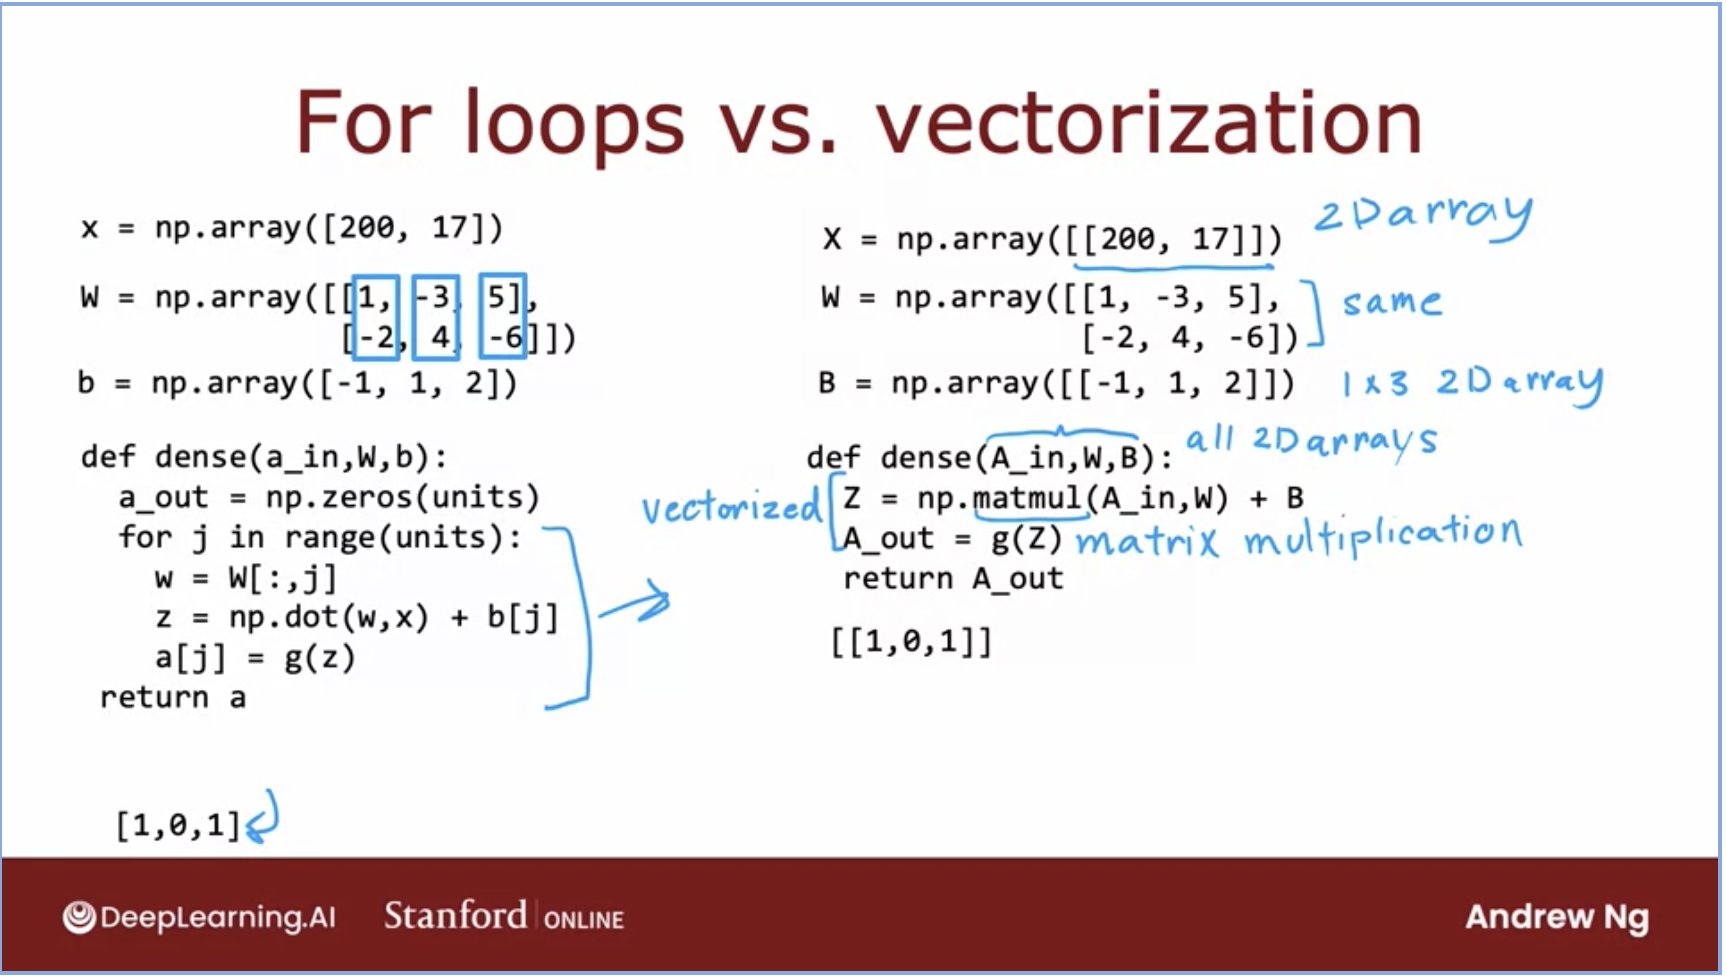 For loops vs. vectorization
x = np.array([200, 17])
W = np.array([[1, -3, 5],
[-2, 4, -6]])
b = np.array([-1, 1, 2])
def dense(a_in,W,b):
a_out = np.zeros(units)
for j in range(units):
w = W[:,j]
z = np.dot(w,x) + b[j]
a[j] = g(z)
return a
[1,0,1]
X = np.array([[200, 17]]) 2D array
W = np.array([[1, -3, 5],
[-2, 4, -6]) same
B = np.array([[-1, 1, 2]]) 1x3 2D array
def dense(A_in,W,B): all 2D arrays
vectorized Z = np.matmul(A_in,W) + B
A_out = g(Z) matrix multiplication
return A_out
[[1,0,1]]
DeepLearning.AI Stanford ONLINE Andrew Ng